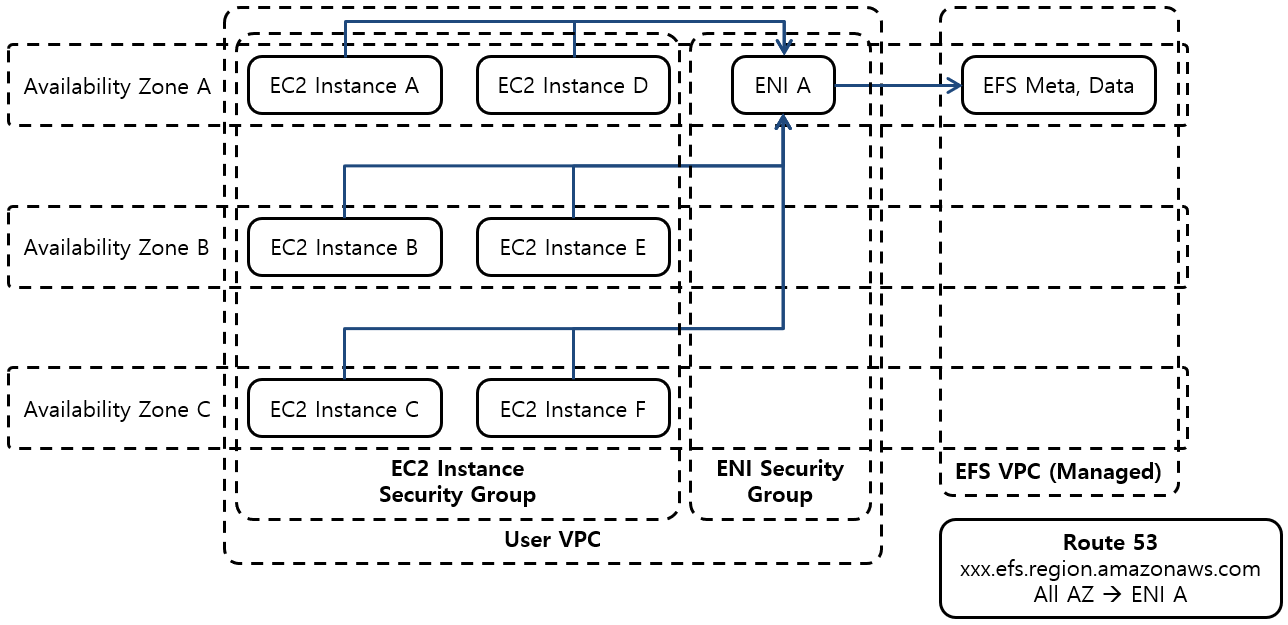 Availability Zone A
EC2 Instance A
EC2 Instance D
ENI A
EFS Meta, Data
Availability Zone B
EC2 Instance B
EC2 Instance E
Availability Zone C
EC2 Instance C
EC2 Instance F
EC2 Instance
Security Group
ENI Security
Group
EFS VPC (Managed)
User VPC
Route 53
xxx.efs.region.amazonaws.com
All AZ → ENI A